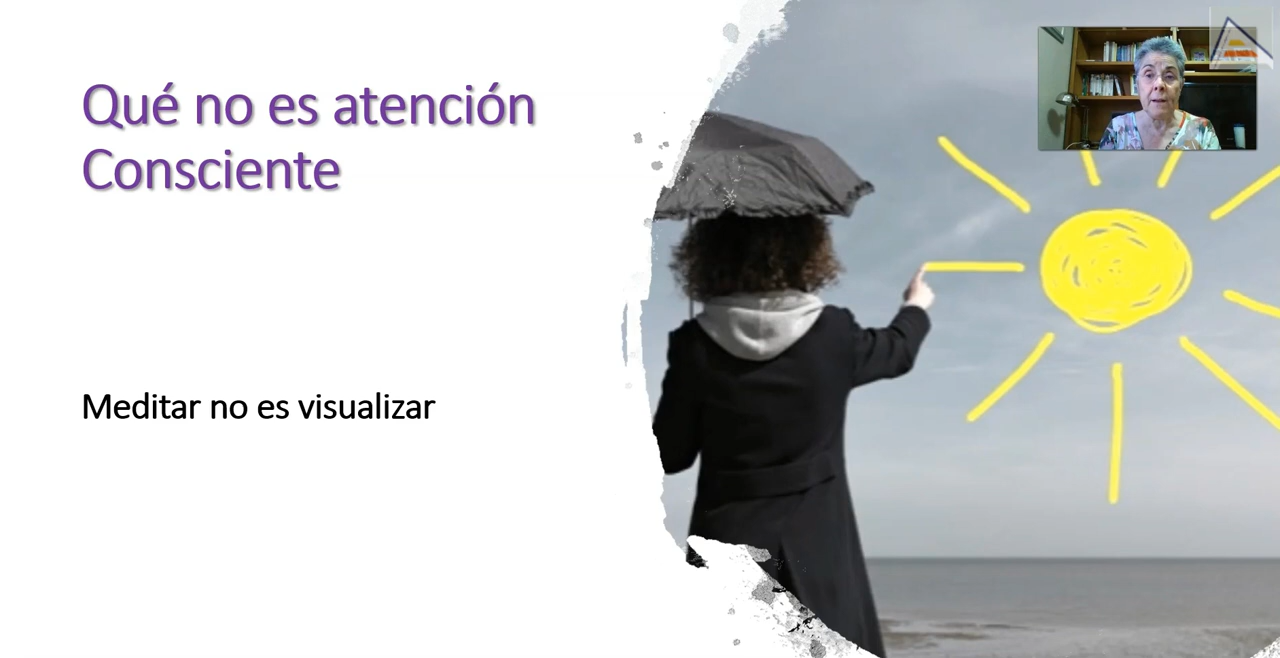 Qué no es atención
Consciente
Meditar no es visualizar